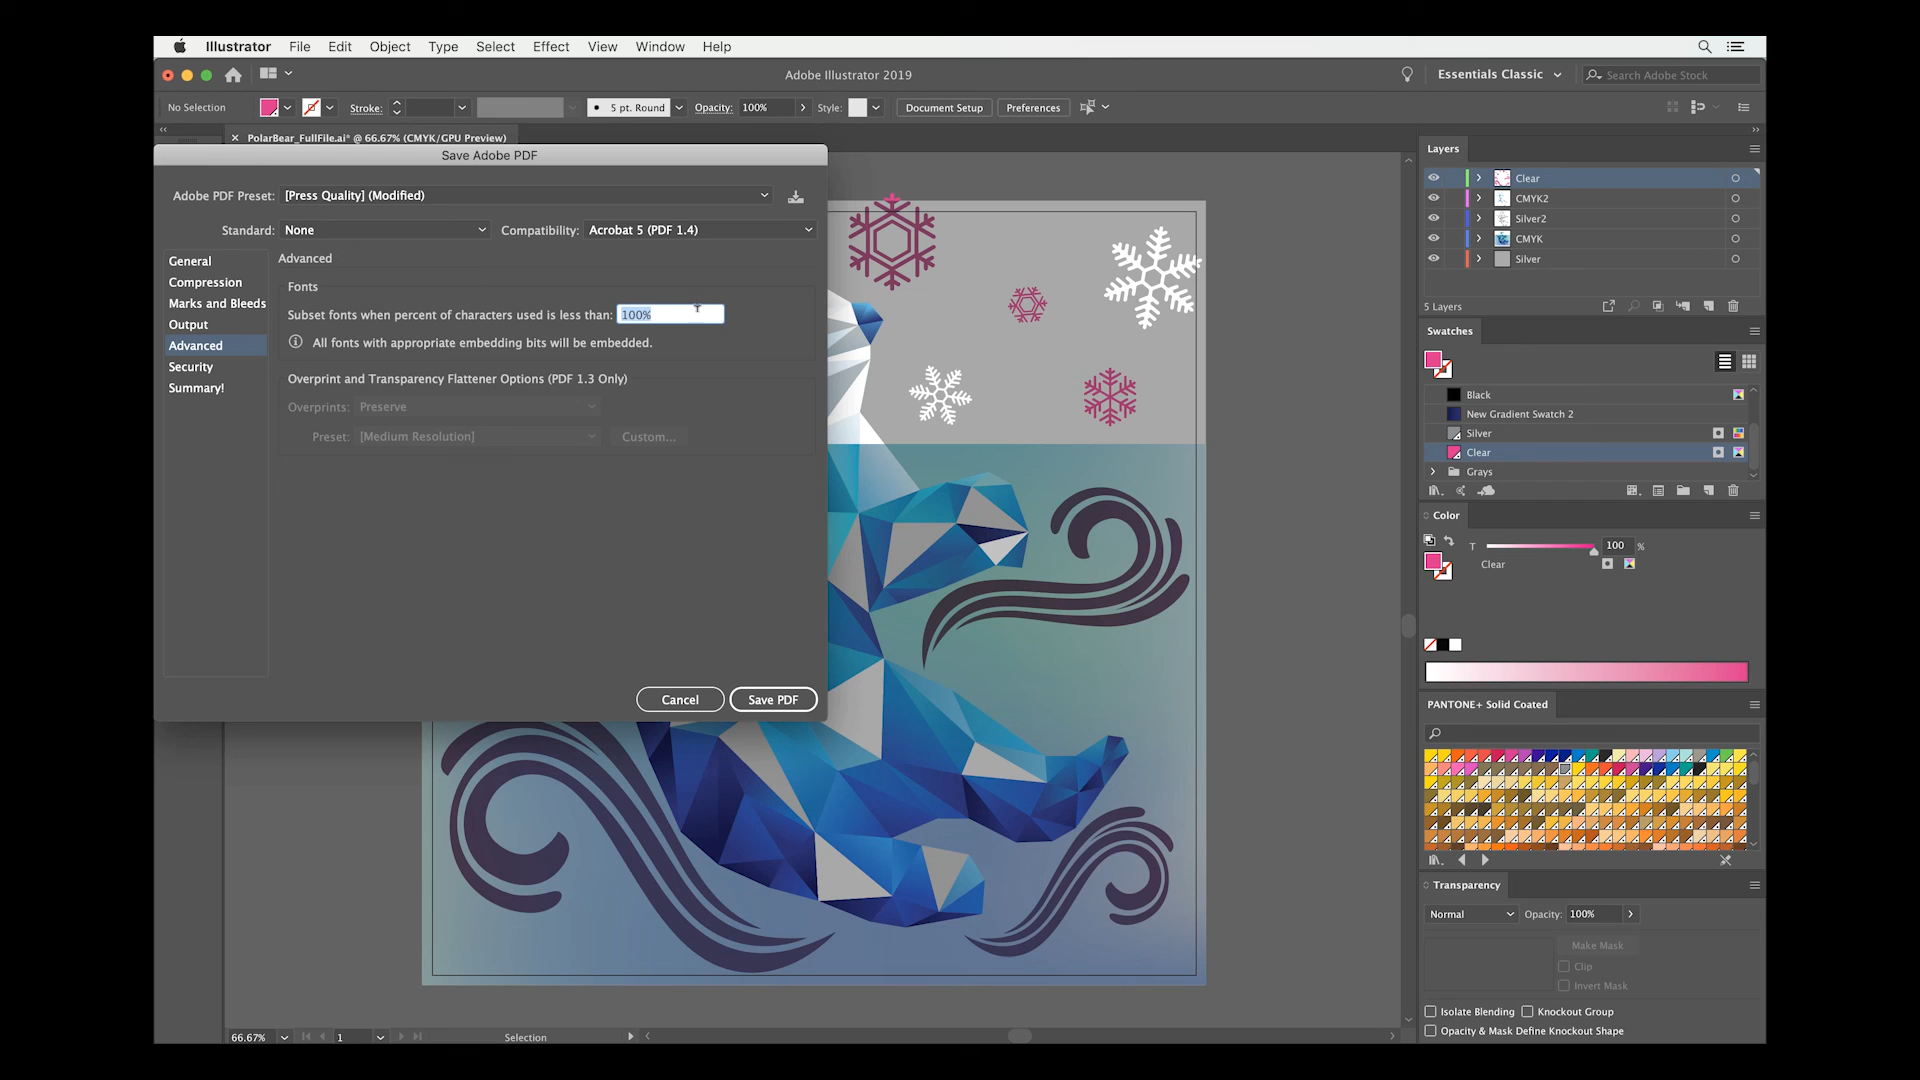 Illustrator File Edit Object Type Select Effect View Window Help
Adobe Illustrator 2019
Essentials Classic
Search Adobe Stock
No Selection
Stroke:
5 pt. Round
Opacity: 100%
Style:
Document Setup
Preferences
PolarBear_FullFile.ai* @ 66.67% (CMYK/GPU Preview)
Save Adobe PDF
Adobe PDF Preset: [Press Quality] (Modified)
Standard: None
Compatibility: Acrobat 5 (PDF 1.4)
General
Compression
Marks and Bleeds
Output
Advanced
Security
Summary!
Advanced
Fonts
Subset fonts when percent of characters used is less than: 100%
All fonts with appropriate embedding bits will be embedded.
Overprint and Transparency Flattener Options (PDF 1.3 Only)
Overprints: Preserve
Preset: [Medium Resolution]
Custom...
Cancel
Save PDF
Layers
Clear
CMYK2
Silver2
CMYK
Silver
5 Layers
Swatches
Black
New Gradient Swatch 2
Silver
Clear
Grays
Color
T 100 %
Clear
PANTONE+ Solid Coated
Transparency
Normal
Opacity: 100%
Make Mask
Clip
Invert Mask
Isolate Blending
Knockout Group
Opacity & Mask Define Knockout Shape
66.67%
1
Selection